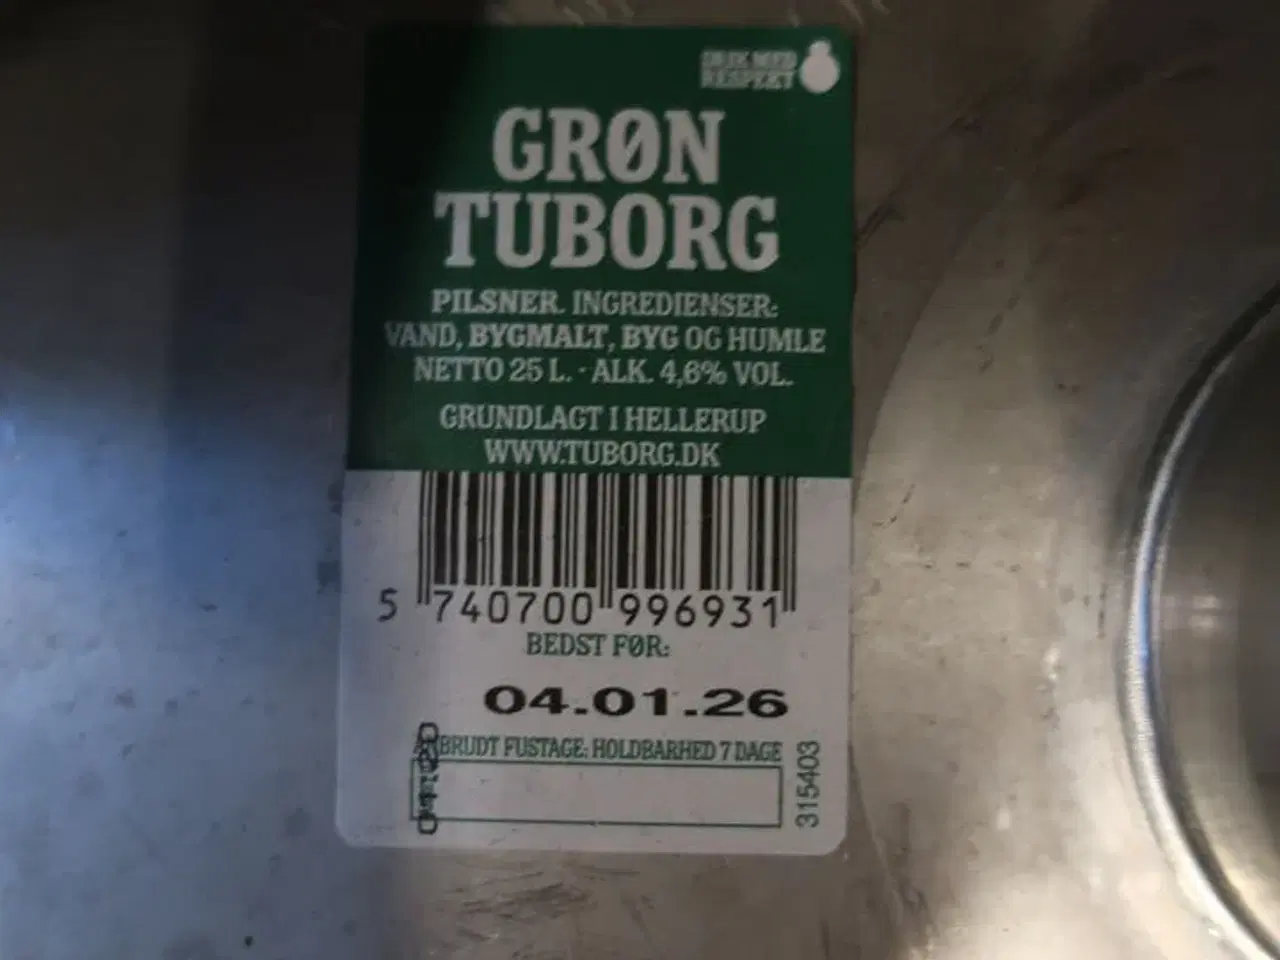 DRIK MED
RESPEKT
GRØN
TUBORG
PILSNER. INGREDIENSER:
VAND, BYGMALT, BYG OG HUMLE
NETTO 25 L. · ALK. 4,6% VOL.
GRUNDLAGT I HELLERUP
WWW.TUBORG.DK
5 740700 996931
BEDST FØR:
04.01.26
BRUDT FUSTAGE: HOLDBARHED 7 DAGE
315403